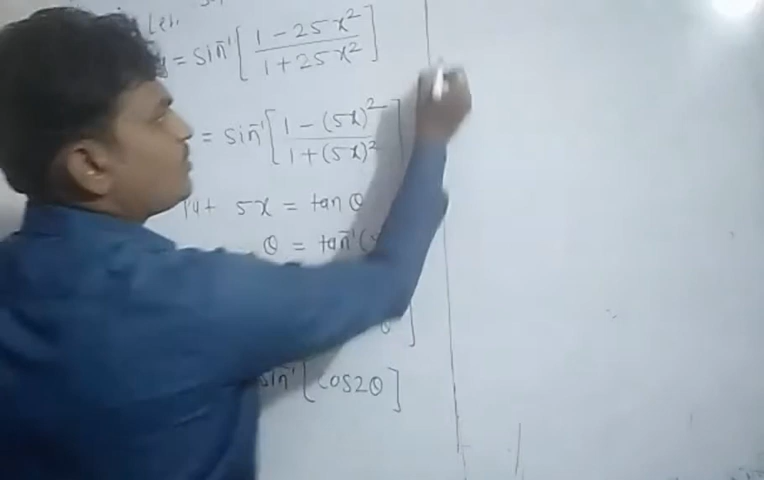 Let
y = sin⁻¹[(1 - 25x²)/(1 + 25x²)]
= sin⁻¹[(1 - (5x)²)/(1 + (5x)²)]
Put 5x = tan θ
θ = tan⁻¹(
θ]
sin⁻¹[cos2θ]